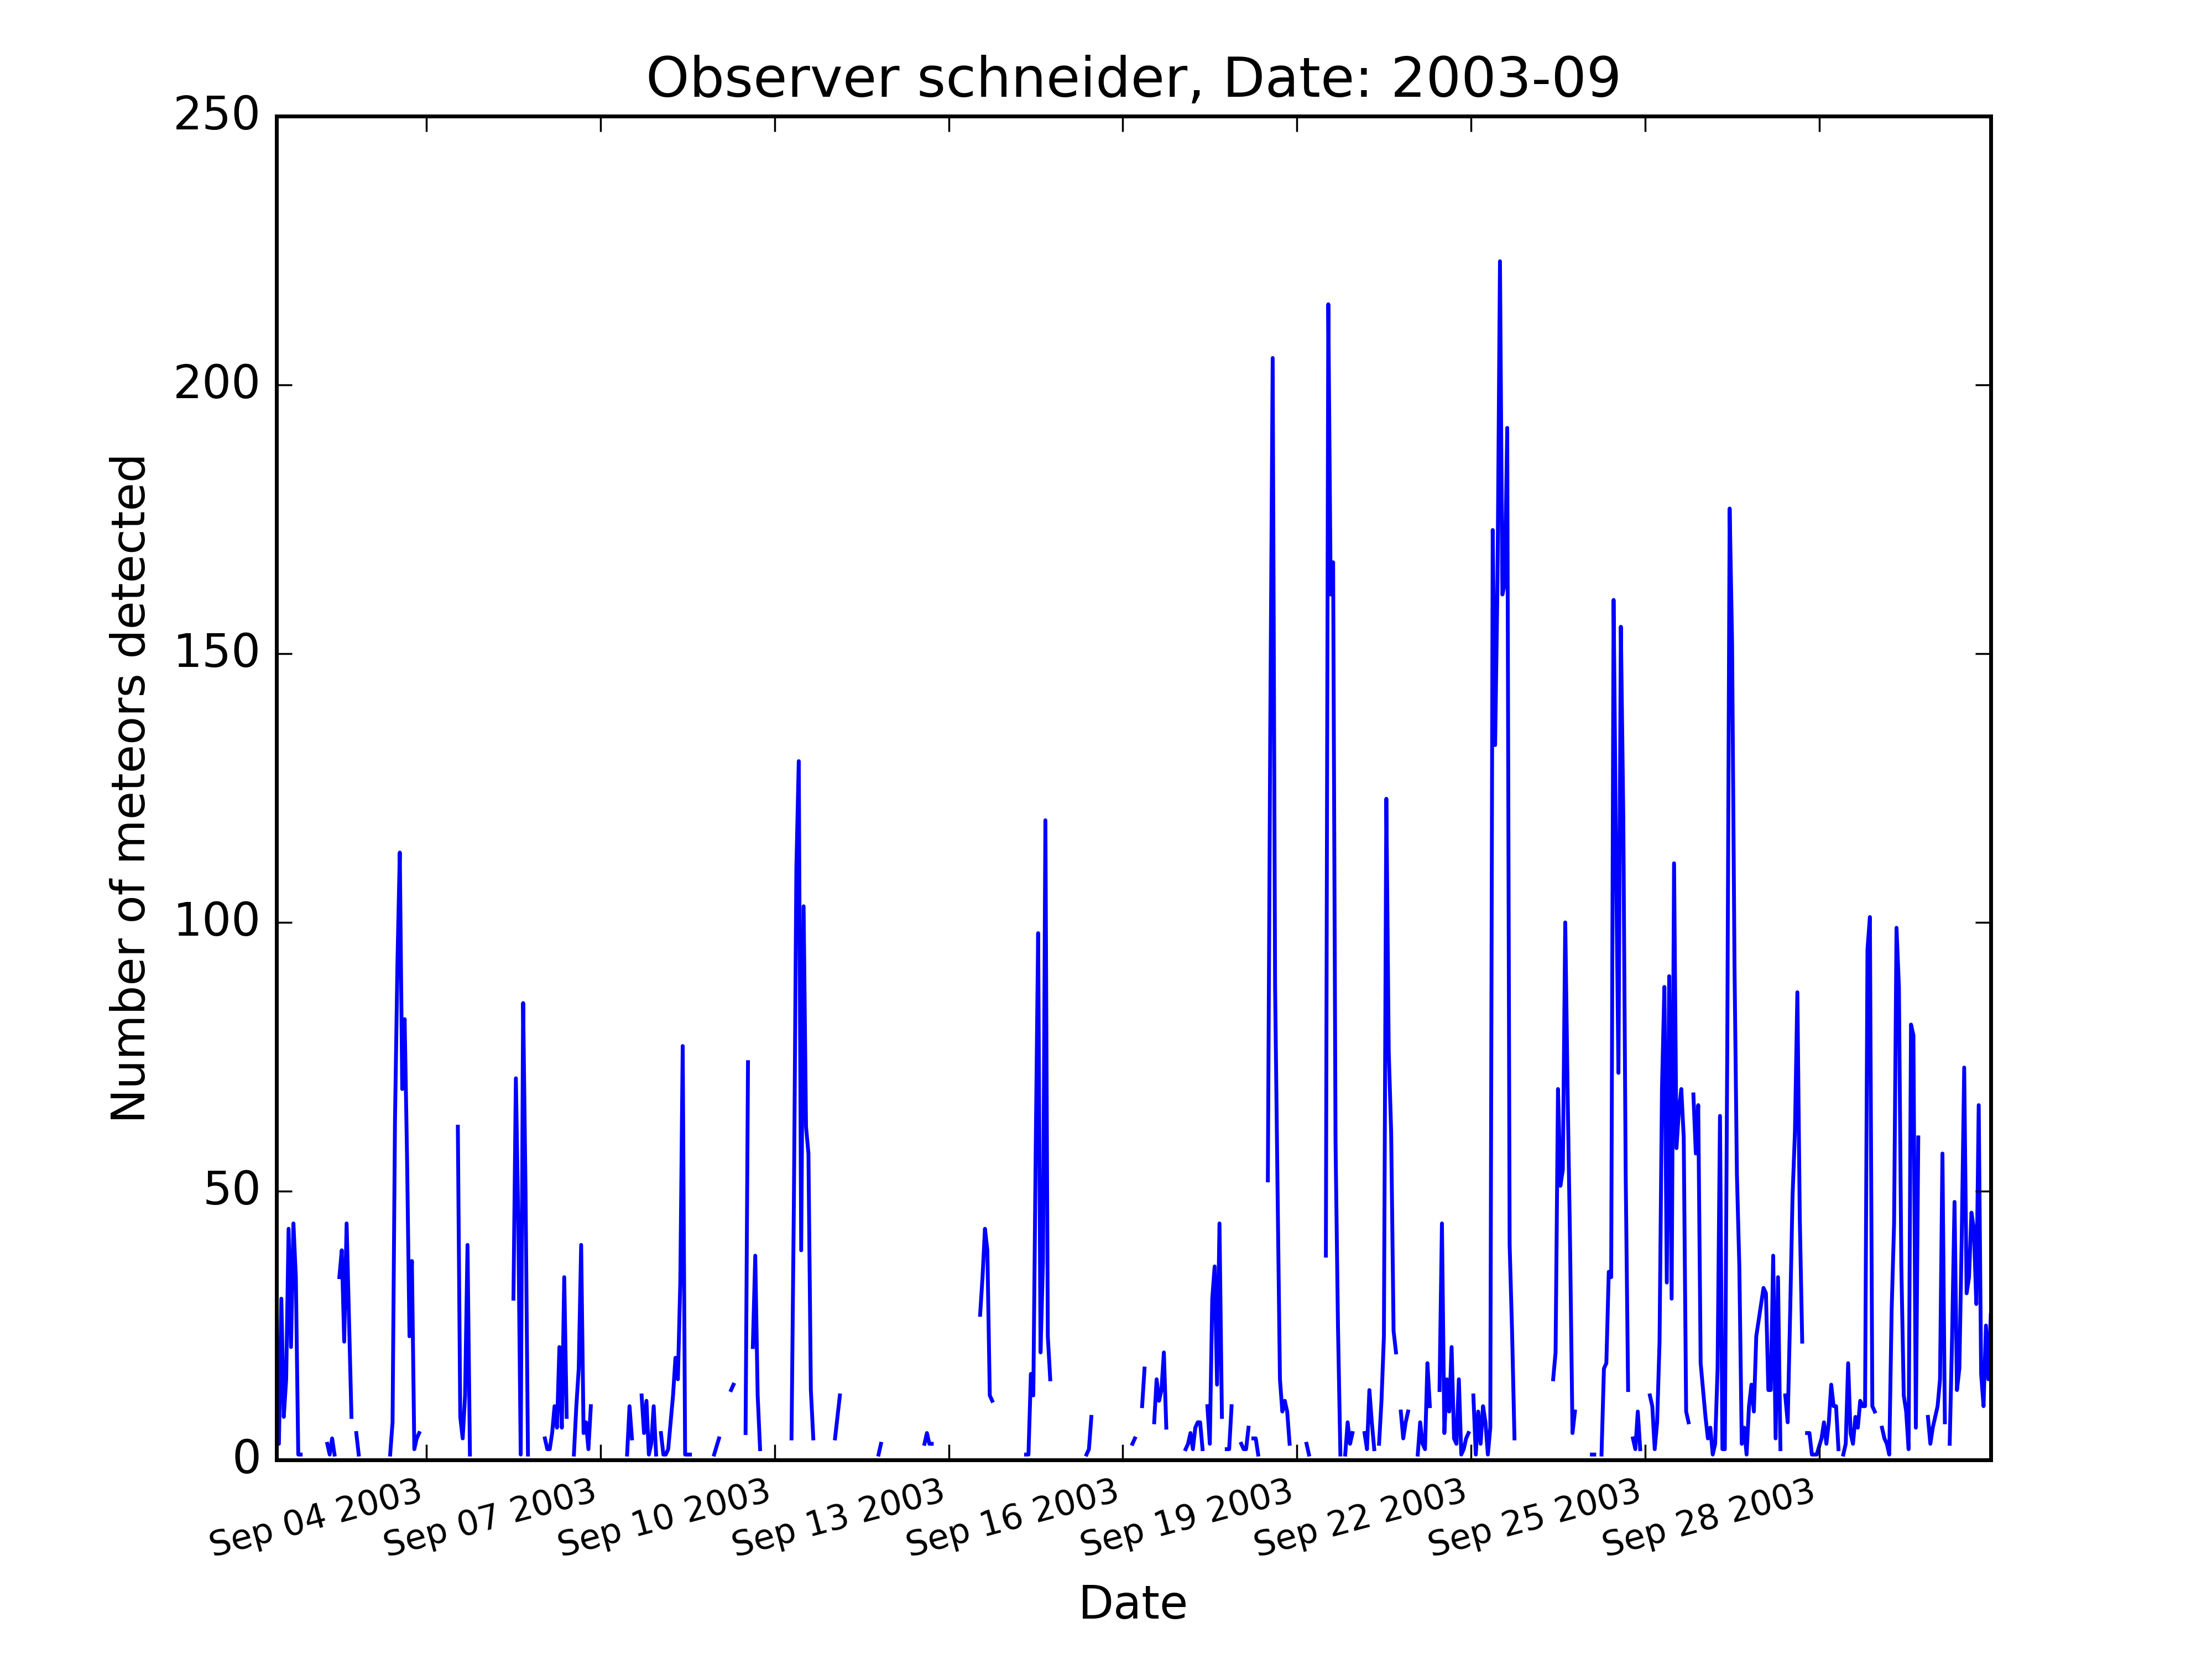 Observer schneider, Date: 2003-09
250
200
150
100
50
0
Number of meteors detected
Sep 04 2003
Sep 07 2003
Sep 10 2003
Sep 13 2003
Sep 16 2003
Sep 19 2003
Sep 22 2003
Sep 25 2003
Sep 28 2003
Date